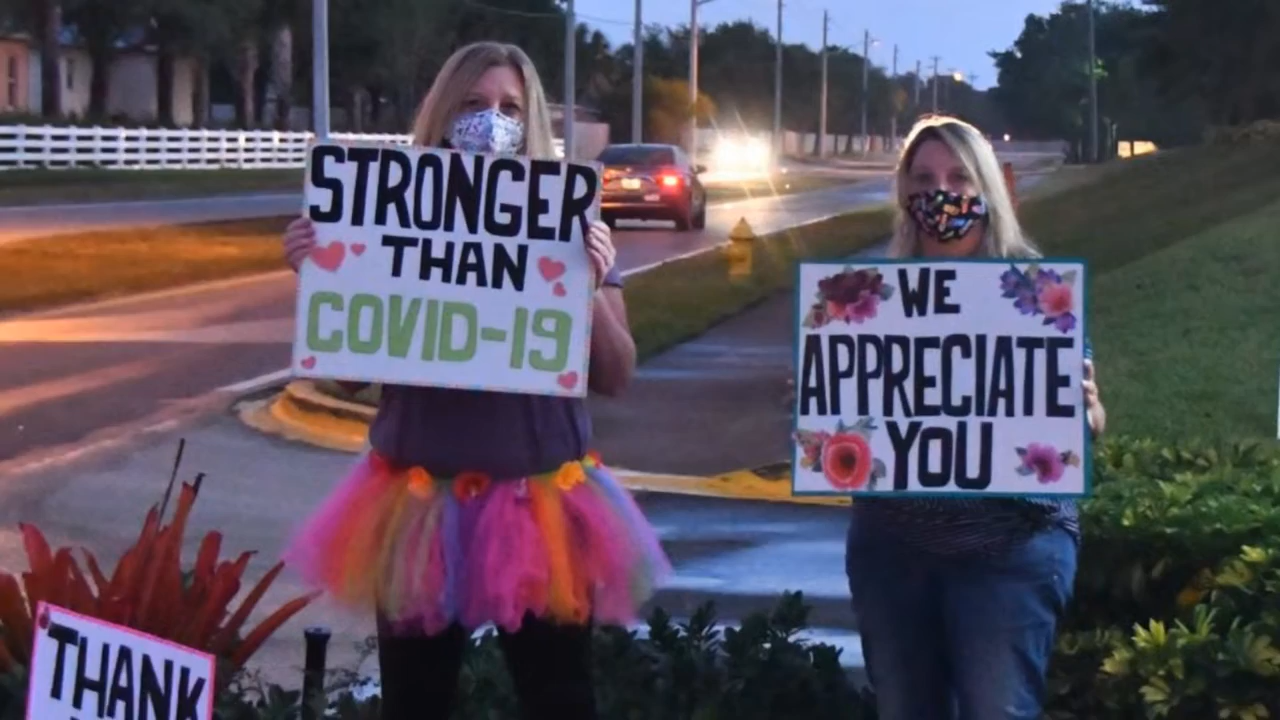 STRONGER
THAN
COVID-19
WE
APPRECIATE
YOU
THANK